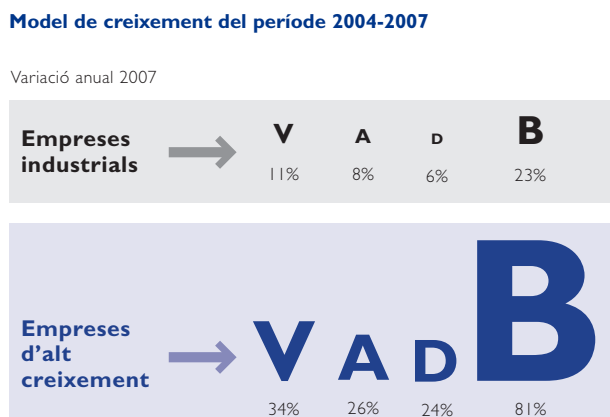 Model de creixement del període 2004-2007
Variació anual 2007
Empreses
industrials
V A D B
11% 8% 6% 23%
Empreses
d'alt
creixement
V A D B
34% 26% 24% 81%